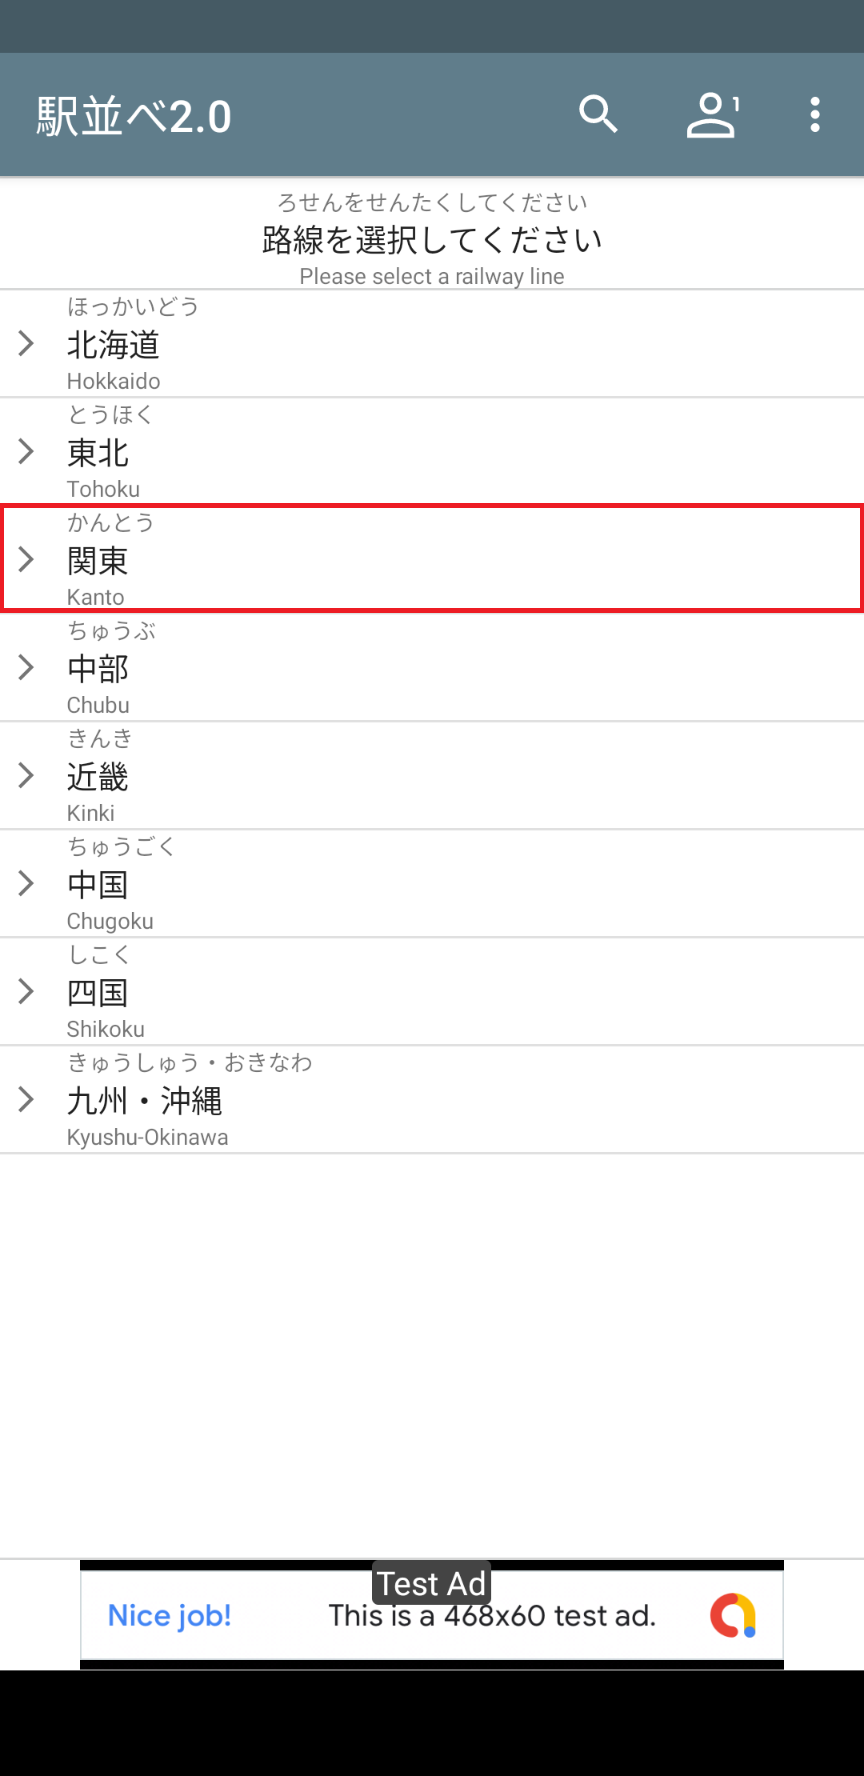 駅並べ2.0
1
ろせんをせんたくしてください
路線を選択してください
Please select a railway line
ほっかいどう
北海道
Hokkaido
とうほく
東北
Tohoku
かんとう
関東
Kanto
ちゅうぶ
中部
Chubu
きんき
近畿
Kinki
ちゅうごく
中国
Chugoku
しこく
四国
Shikoku
きゅうしゅう・おきなわ
九州・沖縄
Kyushu-Okinawa
Test Ad
Nice job! This is a 468x60 test ad.